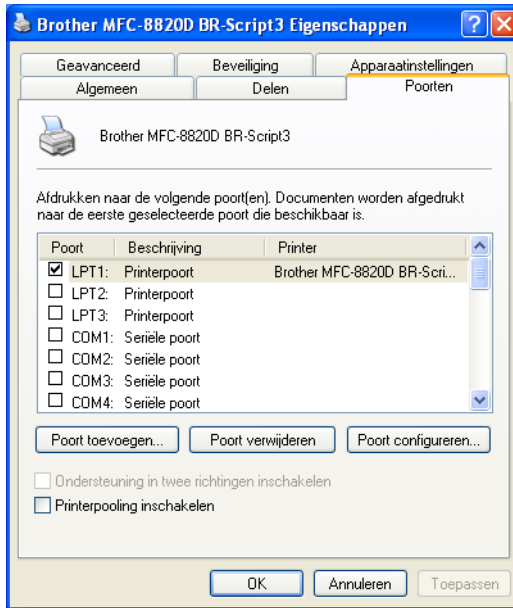 Brother MFC-8820D BR-Script3 Eigenschappen
Geavanceerd Beveiliging Apparaatinstellingen
Algemeen Delen Poorten
Brother MFC-8820D BR-Script3
Afdrukken naar de volgende poort(en). Documenten worden afgedrukt
naar de eerste geselecteerde poort die beschikbaar is.
Poort Beschrijving Printer
LPT1: Printerpoort Brother MFC-8820D BR-Scri...
LPT2: Printerpoort
LPT3: Printerpoort
COM1: Seriële poort
COM2: Seriële poort
COM3: Seriële poort
COM4: Seriële poort
Poort toevoegen... Poort verwijderen Poort configureren...
Ondersteuning in twee richtingen inschakelen
Printerpooling inschakelen
OK Annuleren Toepassen